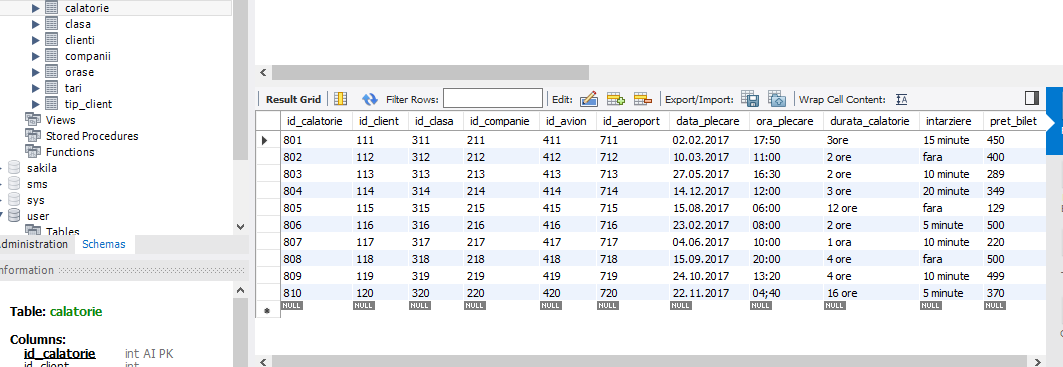 calatorie
clasa
clienti
companii
orase
tari
tip_client
Views
Stored Procedures
Functions
sakila
sms
sys
user
Tables
Administration Schemas
Information
Table: calatorie
Columns:
id_calatorie int AI PK
id_client int
Result Grid Filter Rows: Edit: Export/Import: Wrap Cell Content: IA
id_calatorie id_client id_clasa id_companie id_avion id_aeroport data_plecare ora_plecare durata_calatorie intarziere pret_bilet
801 111 311 211 411 711 02.02.2017 17:50 3ore 15 minute 450
802 112 312 212 412 712 10.03.2017 11:00 2 ore fara 400
803 113 313 213 413 713 27.05.2017 16:30 2 ore 10 minute 289
804 114 314 214 414 714 14.12.2017 12:00 3 ore 20 minute 349
805 115 315 215 415 715 15.08.2017 06:00 12 ore fara 129
806 116 316 216 416 716 23.02.2017 08:00 2 ore 5 minute 500
807 117 317 217 417 717 04.06.2017 10:00 1 ora 10 minute 220
808 118 318 218 418 718 15.09.2017 20:00 4 ore fara 500
809 119 319 219 419 719 24.10.2017 13:20 4 ore 10 minute 499
810 120 320 220 420 720 22.11.2017 04;40 16 ore 5 minute 370
NULL NULL NULL NULL NULL NULL NULL NULL NULL NULL NULL